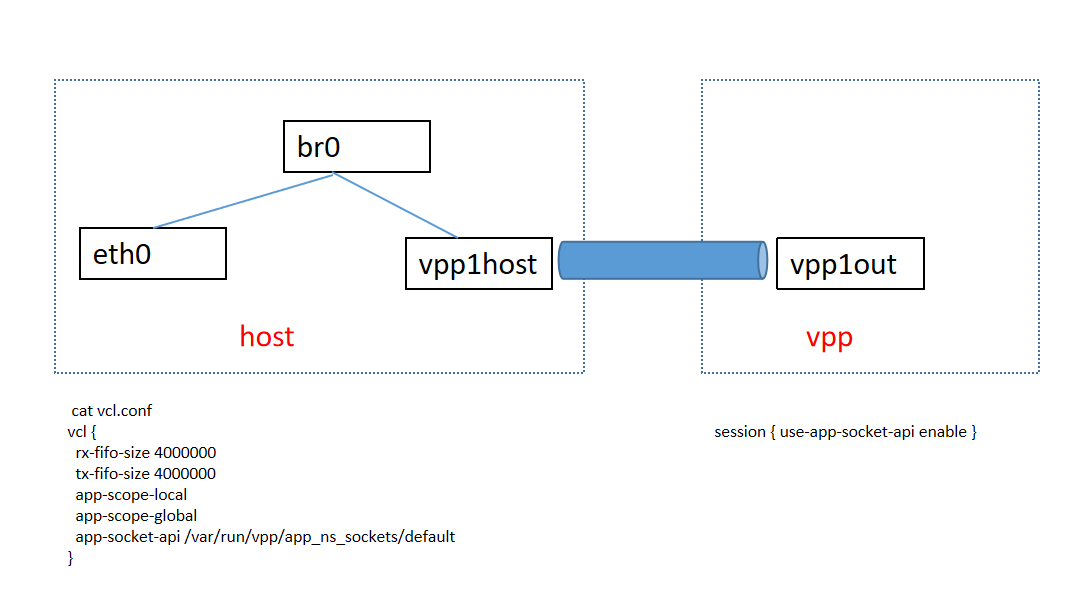 br0
eth0
vpp1host
vpp1out
host
vpp
cat vcl.conf
vcl {
rx-fifo-size 4000000
tx-fifo-size 4000000
app-scope-local
app-scope-global
app-socket-api /var/run/vpp/app_ns_sockets/default
}
session { use-app-socket-api enable }